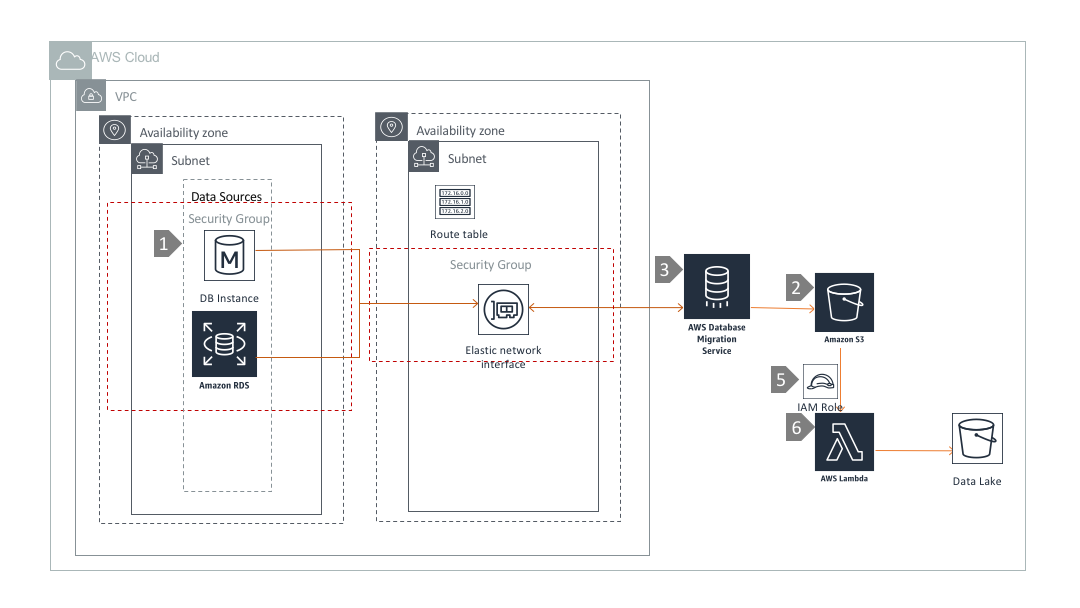 AWS Cloud
VPC
Availability zone
Subnet
Data Sources
Security Group
1
M
DB Instance
Amazon RDS
Availability zone
Subnet
172.16.0.0
172.16.1.0
172.16.2.0
Route table
Security Group
Elastic network
interface
3
AWS Database
Migration
Service
2
Amazon S3
5
IAM Role
6
AWS Lambda
Data Lake